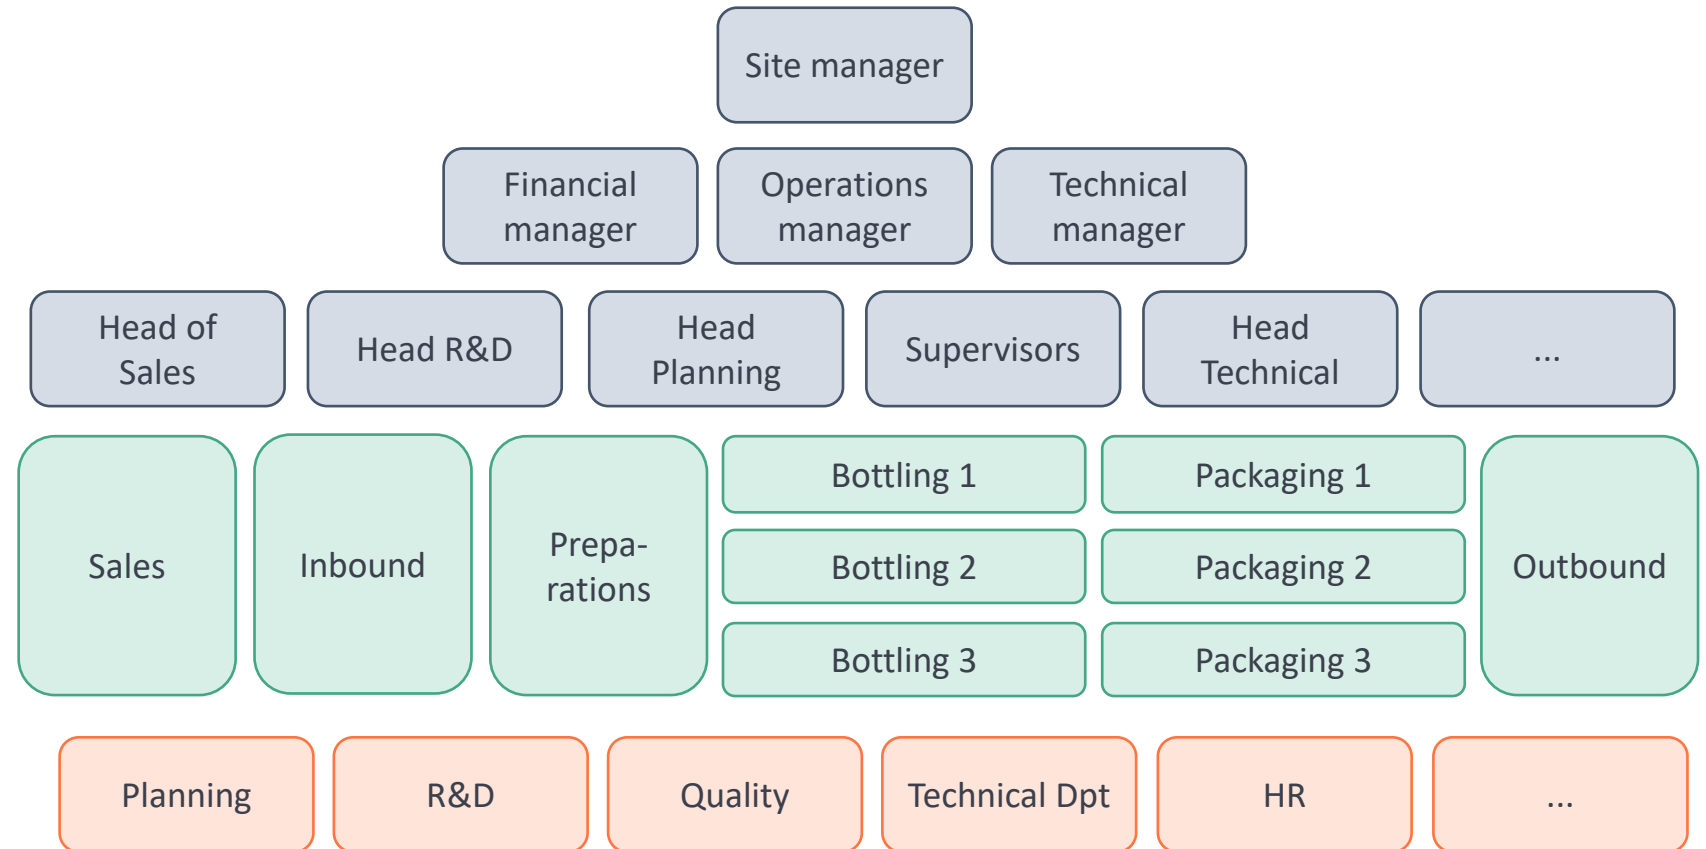 Site manager
Financial
manager
Operations
manager
Technical
manager
Head of
Sales
Head R&D
Head
Planning
Supervisors
Head
Technical
...
Sales
Inbound
Prepa-
rations
Bottling 1
Bottling 2
Bottling 3
Packaging 1
Packaging 2
Packaging 3
Outbound
Planning
R&D
Quality
Technical Dpt
HR
...